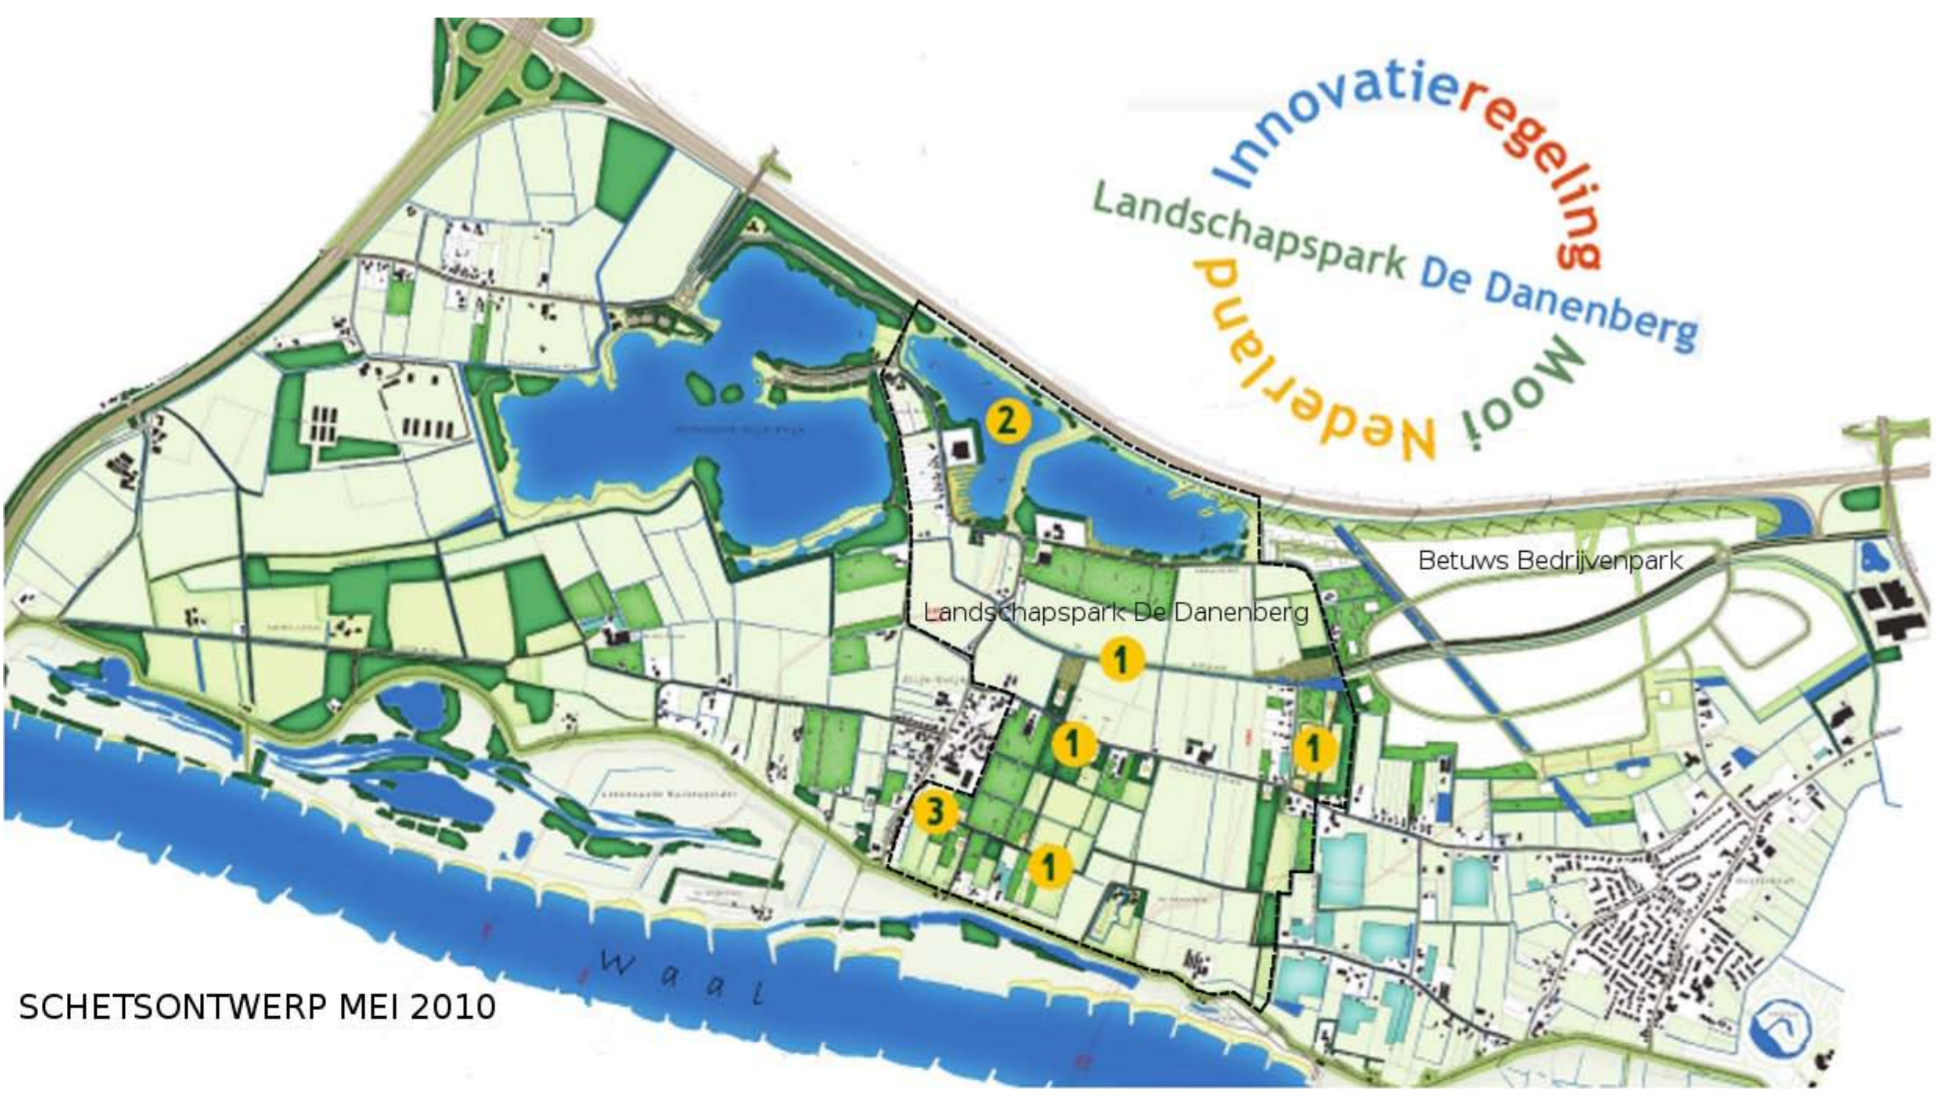 Innovatieregeling
Landschapspark De Danenberg
Mooi Nederland
2
Betuws Bedrijvenpark
Landschapspark De Danenberg
1
1
1
3
1
Waal
SCHETSONTWERP MEI 2010